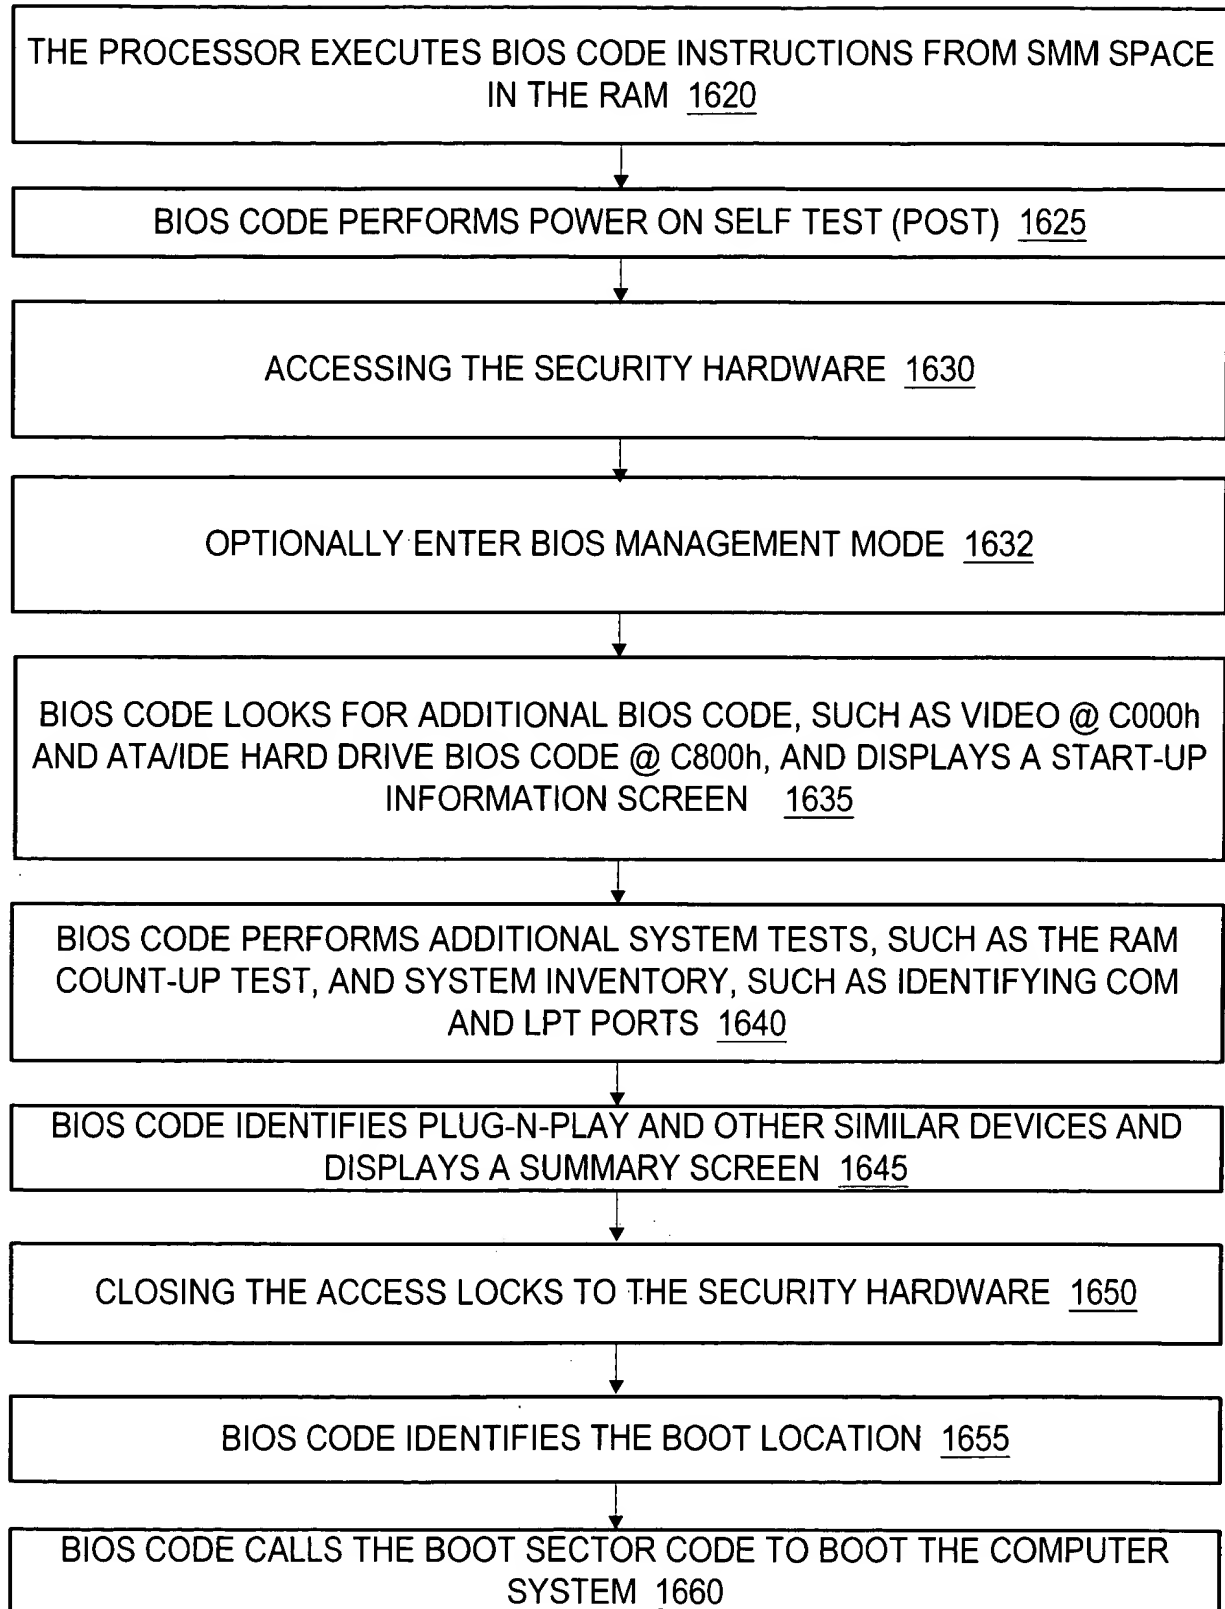 THE PROCESSOR EXECUTES BIOS CODE INSTRUCTIONS FROM SMM SPACE
IN THE RAM 1620
BIOS CODE PERFORMS POWER ON SELF TEST (POST) 1625
ACCESSING THE SECURITY HARDWARE 1630
OPTIONALLY ENTER BIOS MANAGEMENT MODE 1632
BIOS CODE LOOKS FOR ADDITIONAL BIOS CODE, SUCH AS VIDEO @ C000h
AND ATA/IDE HARD DRIVE BIOS CODE @ C800h, AND DISPLAYS A START-UP
INFORMATION SCREEN 1635
BIOS CODE PERFORMS ADDITIONAL SYSTEM TESTS, SUCH AS THE RAM
COUNT-UP TEST, AND SYSTEM INVENTORY, SUCH AS IDENTIFYING COM
AND LPT PORTS 1640
BIOS CODE IDENTIFIES PLUG-N-PLAY AND OTHER SIMILAR DEVICES AND
DISPLAYS A SUMMARY SCREEN 1645
CLOSING THE ACCESS LOCKS TO THE SECURITY HARDWARE 1650
BIOS CODE IDENTIFIES THE BOOT LOCATION 1655
BIOS CODE CALLS THE BOOT SECTOR CODE TO BOOT THE COMPUTER
SYSTEM 1660